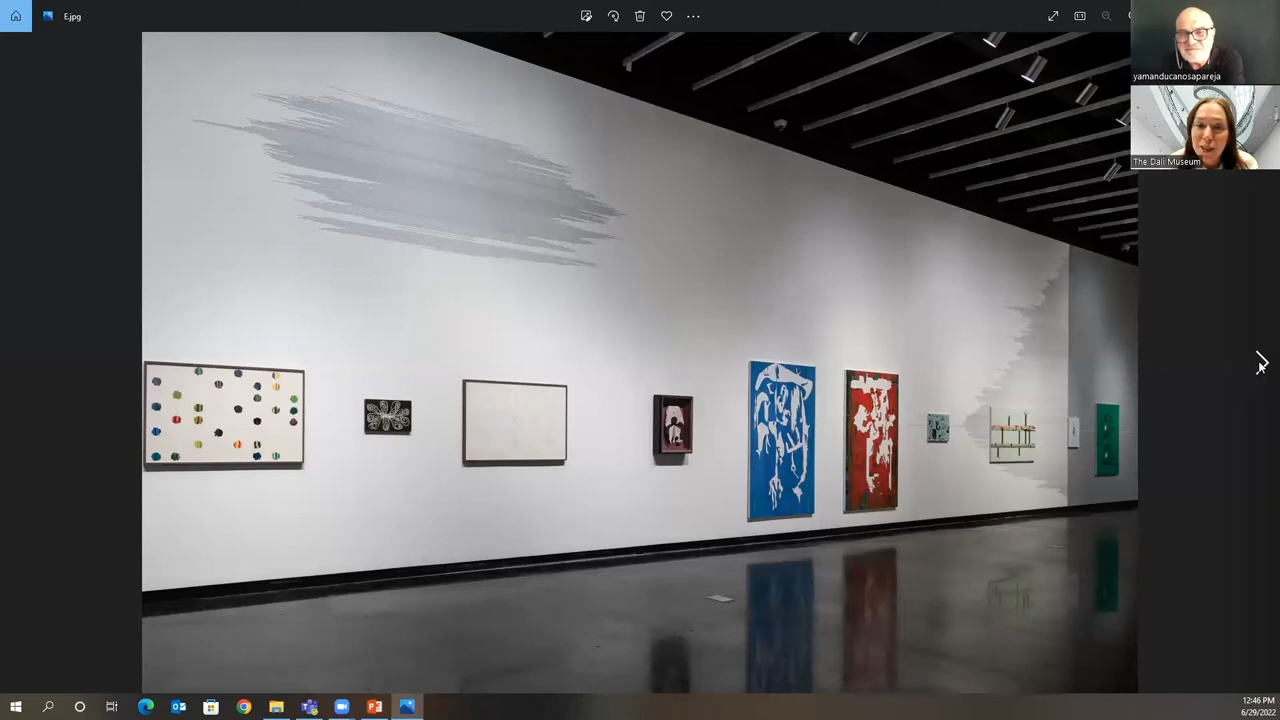 E.jpg
yamanducanosapareja
The Dali Museum
12:46 PM
6/29/2022